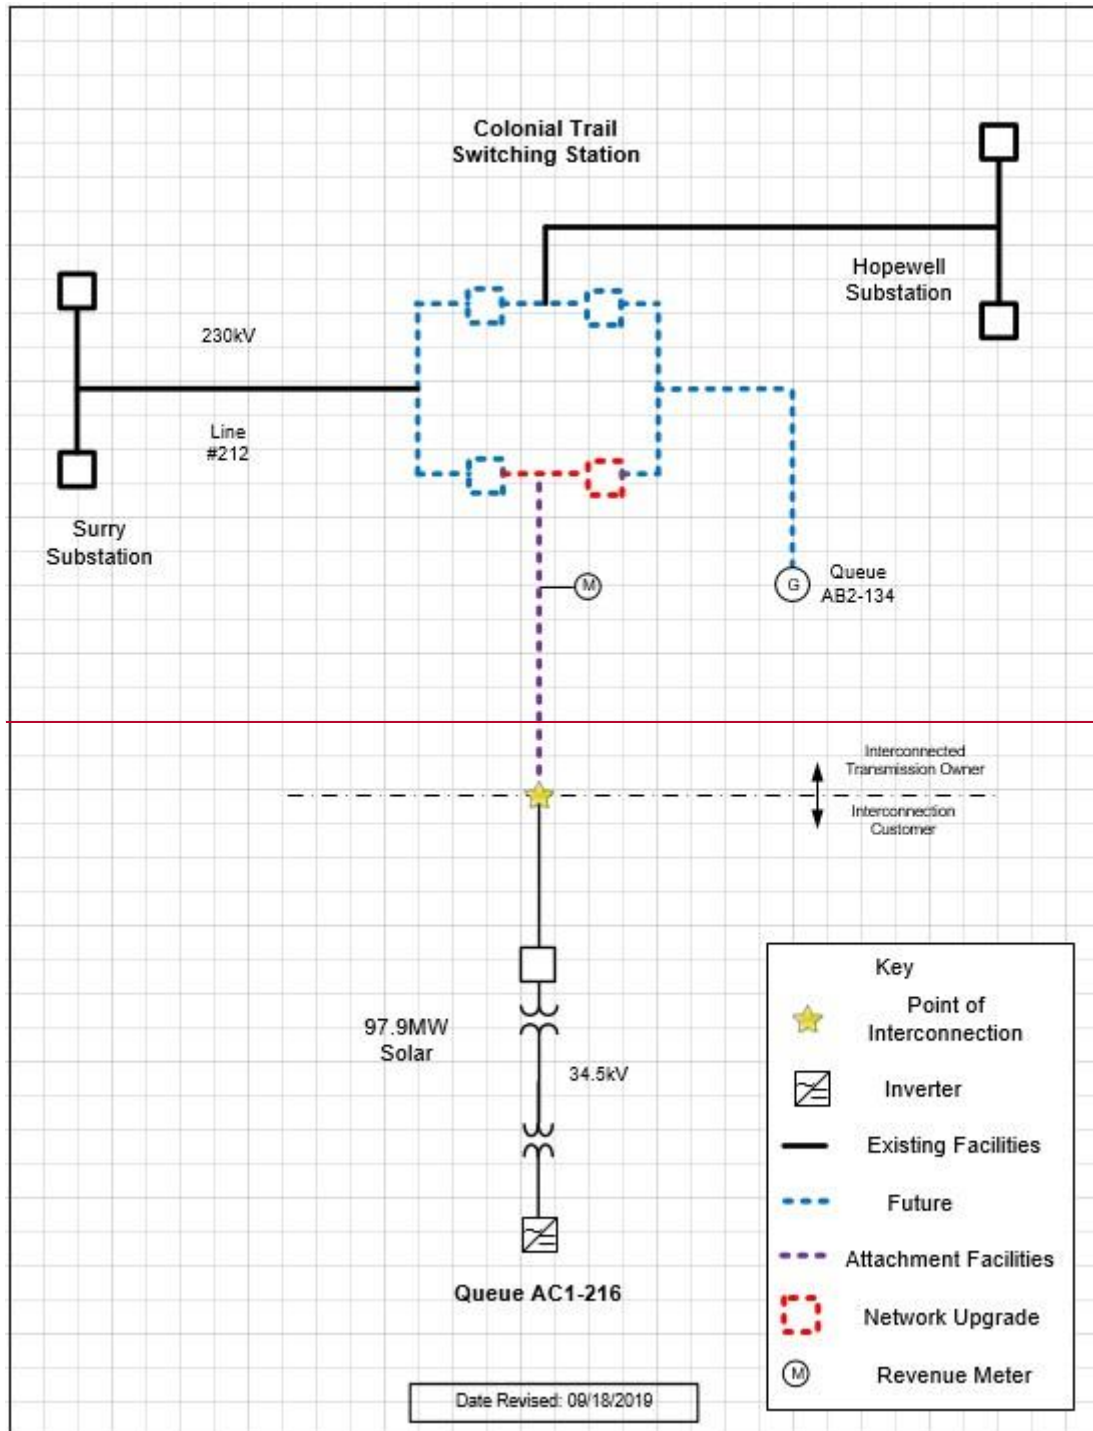 Colonial Trail
Switching Station
Hopewell
Substation
230kV
Line
#212
Surry
Substation
M
G
Queue
AB2-134
Interconnected
Transmission Owner
Interconnection
Customer
97.9MW
Solar
34.5kV
Queue AC1-216
Key
Point of
Interconnection
Inverter
Existing Facilities
Future
Attachment Facilities
Network Upgrade
M
Revenue Meter
Date Revised: 09/18/2019